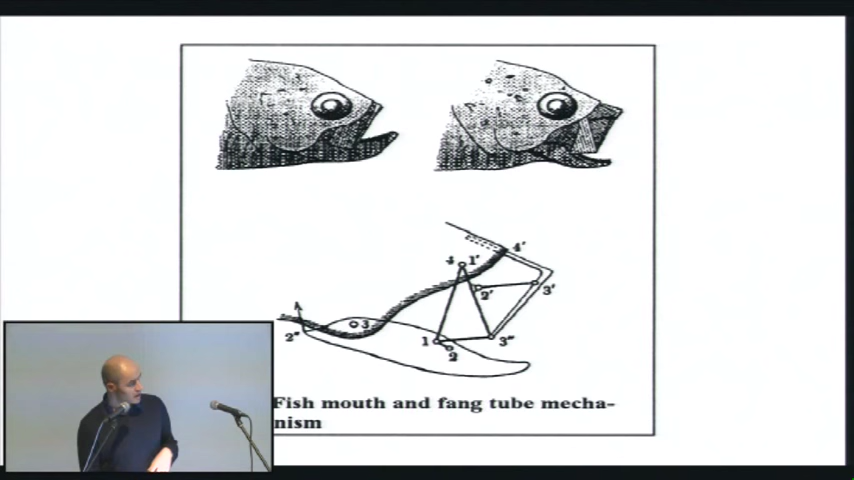 4 1' 4'
2' 3'
2" 3
1 2 3"
Fish mouth and fang tube mecha-
nism